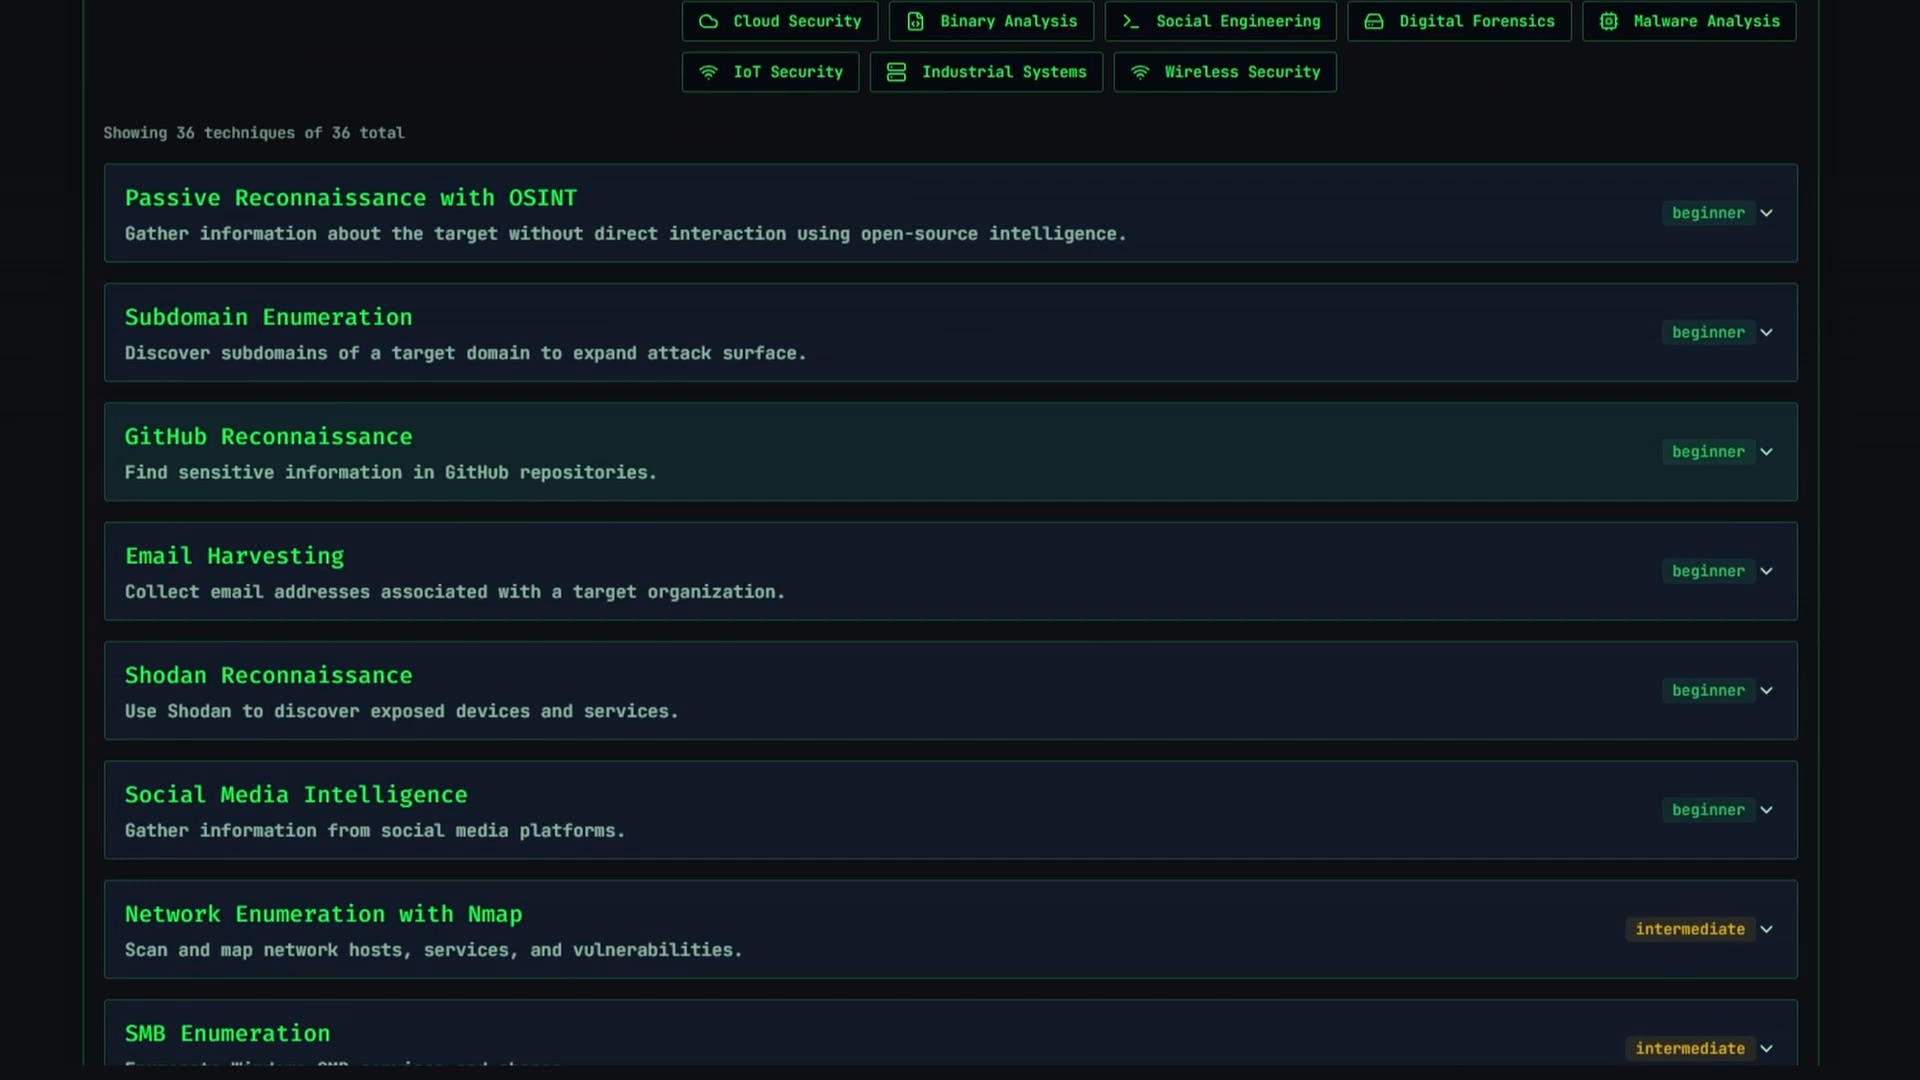 Cloud Security
Binary Analysis
Social Engineering
Digital Forensics
Malware Analysis
IoT Security
Industrial Systems
Wireless Security
Showing 36 techniques of 36 total
Passive Reconnaissance with OSINT
Gather information about the target without direct interaction using open-source intelligence.
beginner
Subdomain Enumeration
Discover subdomains of a target domain to expand attack surface.
beginner
GitHub Reconnaissance
Find sensitive information in GitHub repositories.
beginner
Email Harvesting
Collect email addresses associated with a target organization.
beginner
Shodan Reconnaissance
Use Shodan to discover exposed devices and services.
beginner
Social Media Intelligence
Gather information from social media platforms.
beginner
Network Enumeration with Nmap
Scan and map network hosts, services, and vulnerabilities.
intermediate
SMB Enumeration
intermediate